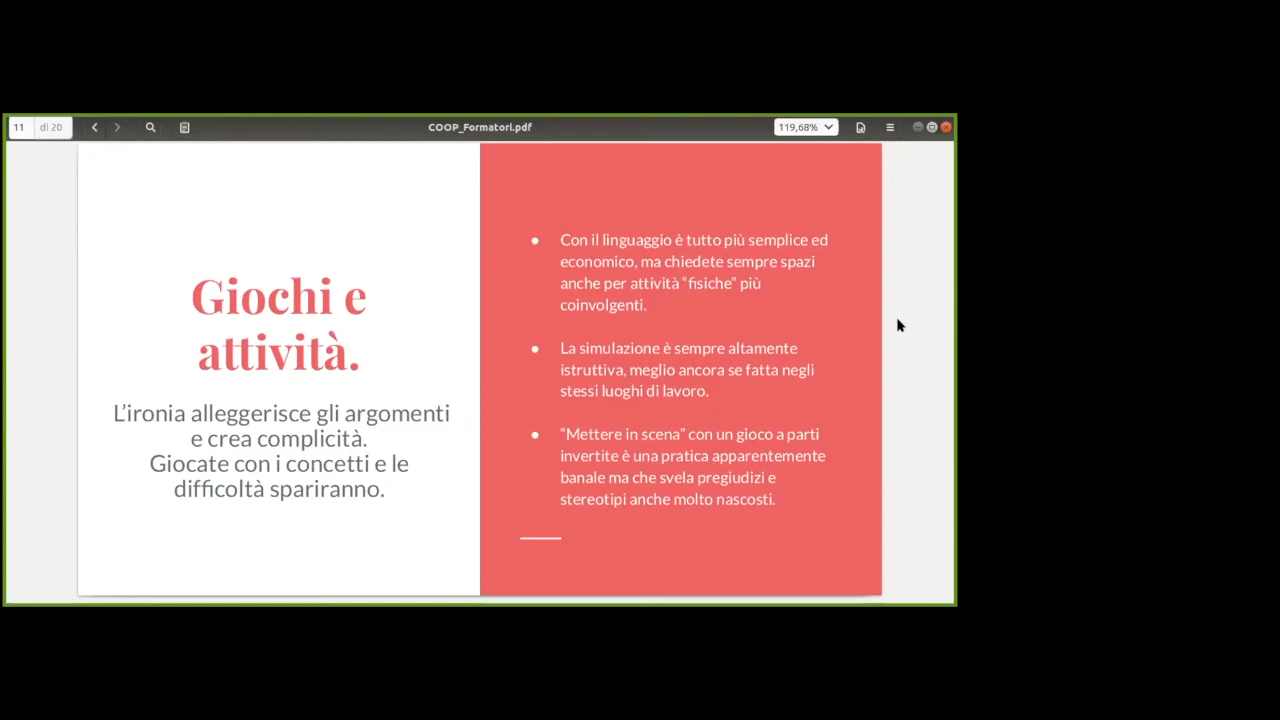 11 di 20
COOP_Formatori.pdf
119,68%
Giochi e
attività.
L’ironia alleggerisce gli argomenti
e crea complicità.
Giocate con i concetti e le
difficoltà spariranno.
● Con il linguaggio è tutto più semplice ed
economico, ma chiedete sempre spazi
anche per attività “fisiche” più
coinvolgenti.
● La simulazione è sempre altamente
istruttiva, meglio ancora se fatta negli
stessi luoghi di lavoro.
● “Mettere in scena” con un gioco a parti
invertite è una pratica apparentemente
banale ma che svela pregiudizi e
stereotipi anche molto nascosti.